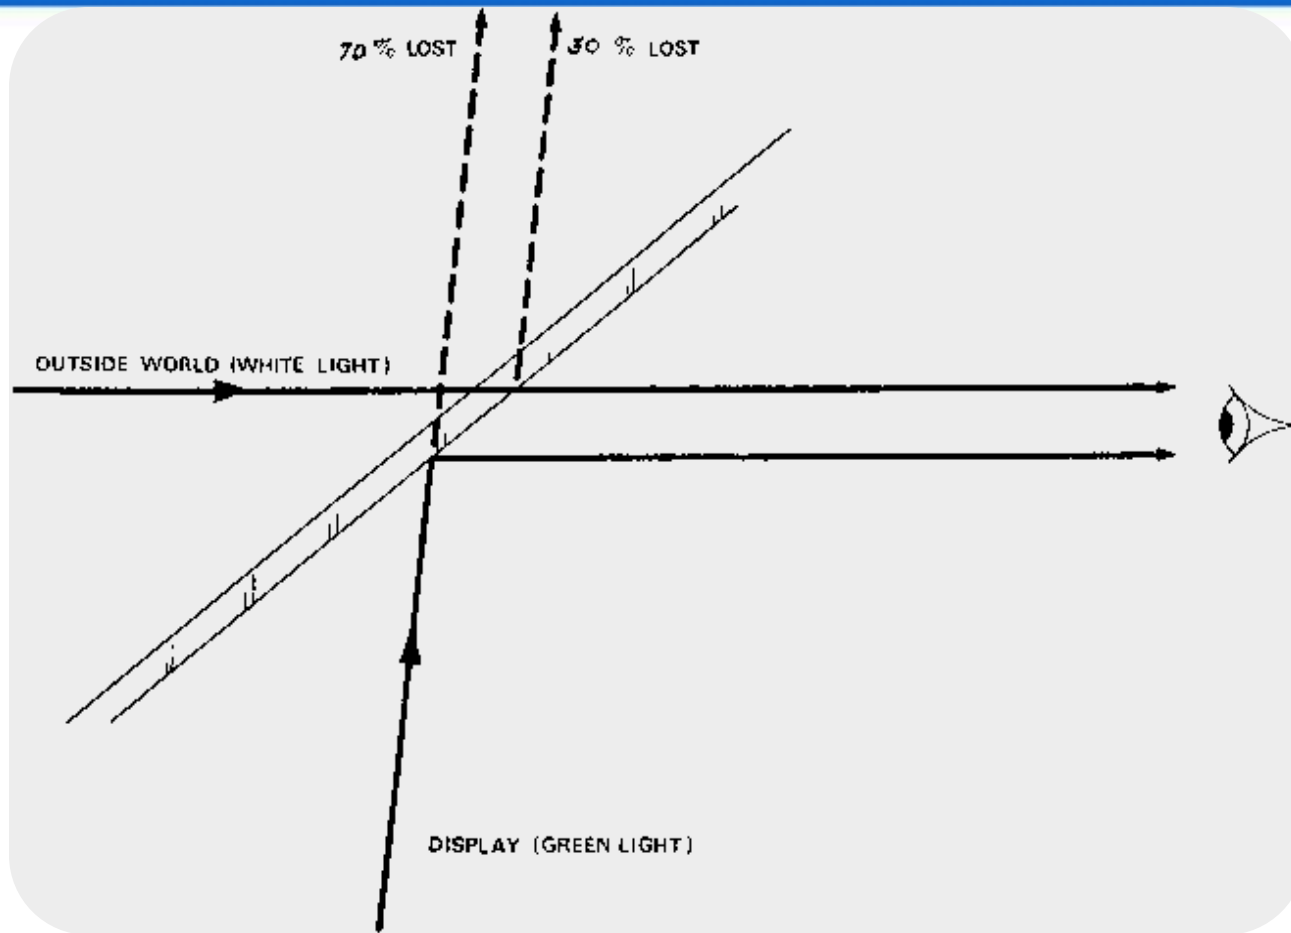 70 % LOST
30 % LOST
OUTSIDE WORLD (WHITE LIGHT)
DISPLAY (GREEN LIGHT)